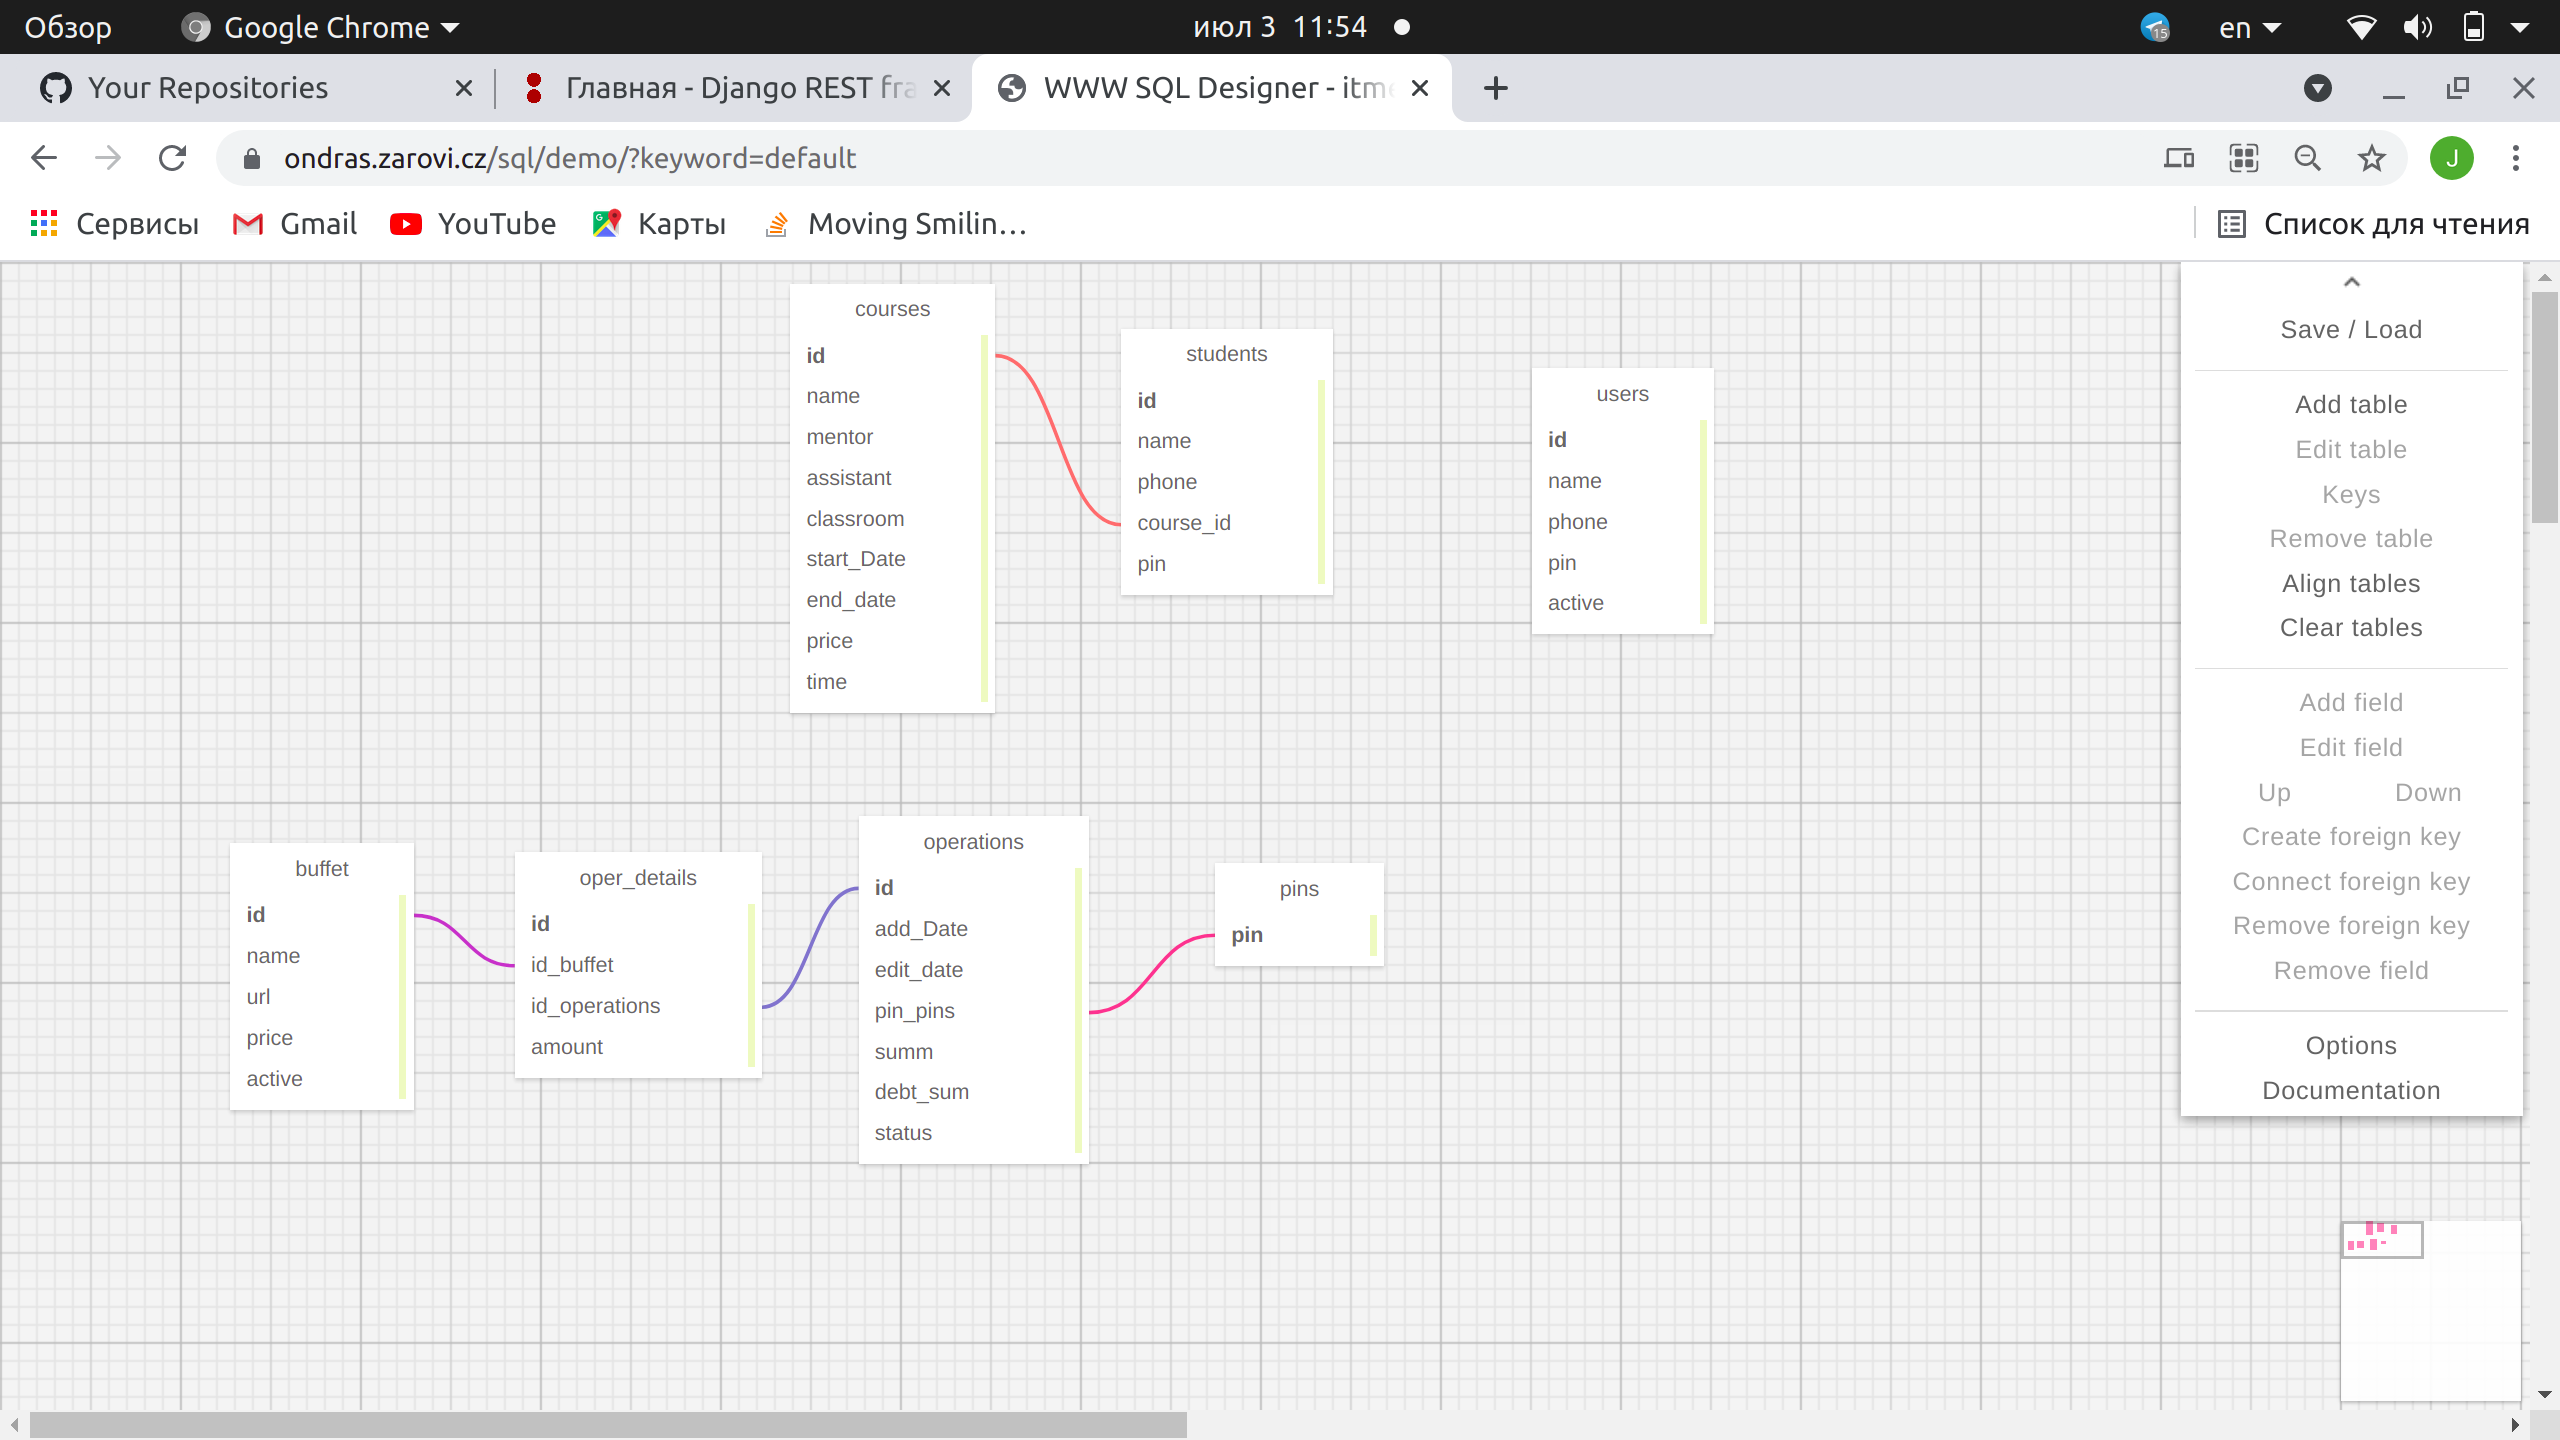 Обзор Google Chrome июл 3 11:54 15 en
Your Repositories Главная - Django REST fra WWW SQL Designer - itme
ondras.zarovi.cz/sql/demo/?keyword=default J
Сервисы Gmail YouTube Карты Moving Smilin… Список для чтения
courses
id
name
mentor
assistant
classroom
start_Date
end_date
price
time
students
id
name
phone
course_id
pin
users
id
name
phone
pin
active
buffet
id
name
url
price
active
oper_details
id
id_buffet
id_operations
amount
operations
id
add_Date
edit_date
pin_pins
summ
debt_sum
status
pins
pin
Save / Load
Add table
Edit table
Keys
Remove table
Align tables
Clear tables
Add field
Edit field
Up Down
Create foreign key
Connect foreign key
Remove foreign key
Remove field
Options
Documentation